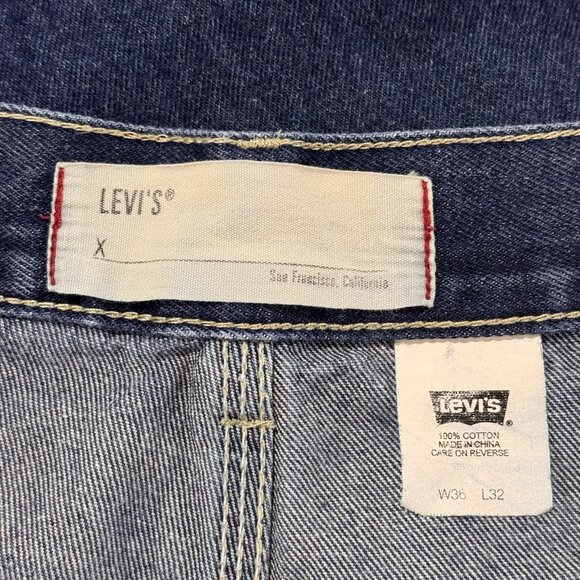 LEVI'S®
X
San Francisco, California
Levi's®
100% COTTON
MADE IN CHINA
CARE ON REVERSE
W36 L32